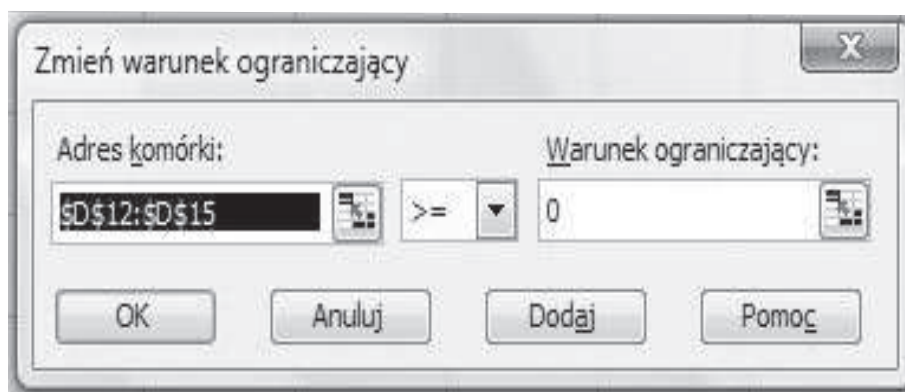 Zmień warunek ograniczający
X
Adres komórki:
Warunek ograniczający:
$D$12:$D$15
>=
0
OK
Anuluj
Dodaj
Pomoc